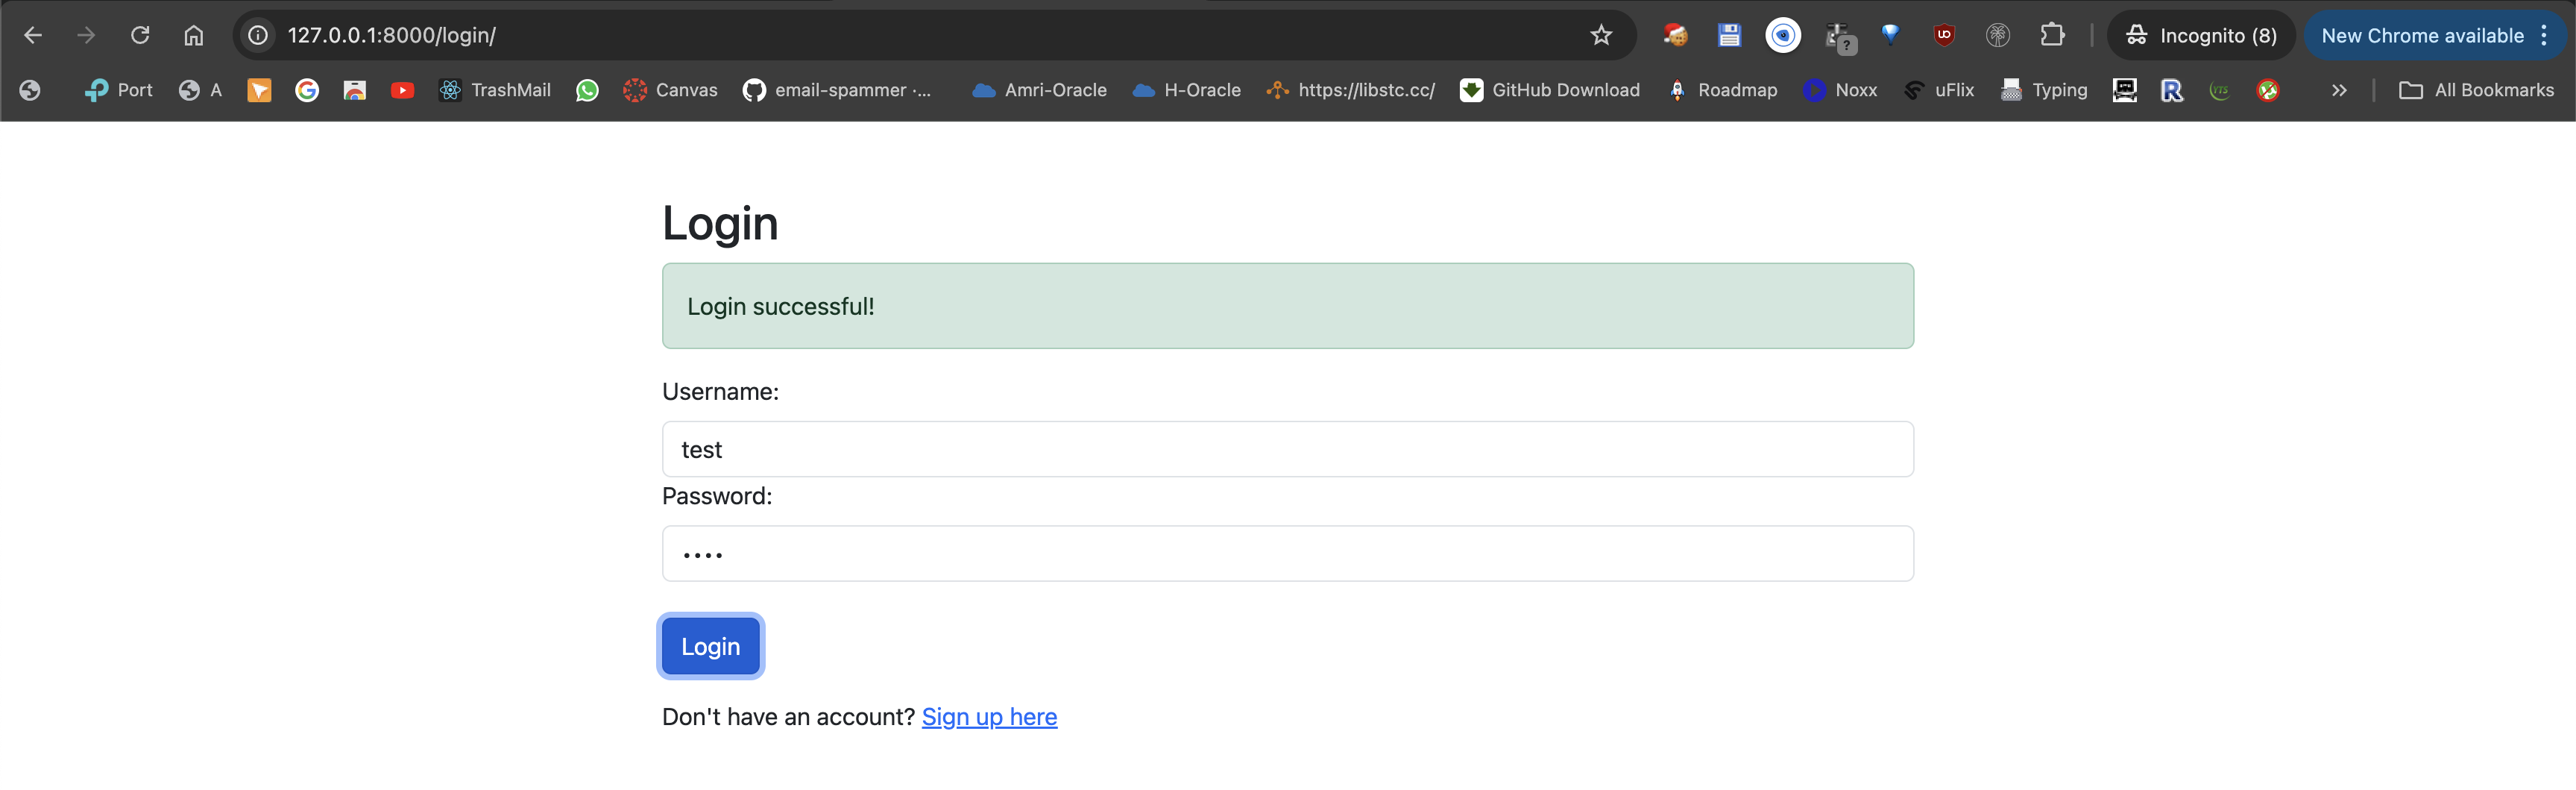 127.0.0.1:8000/login/
Incognito (8)
New Chrome available
Port
A
TrashMail
Canvas
email-spammer ·...
Amri-Oracle
H-Oracle
https://libstc.cc/
GitHub Download
Roadmap
Noxx
uFlix
Typing
All Bookmarks
Login
Login successful!
Username:
test
Password:
••••
Login
Don't have an account? Sign up here